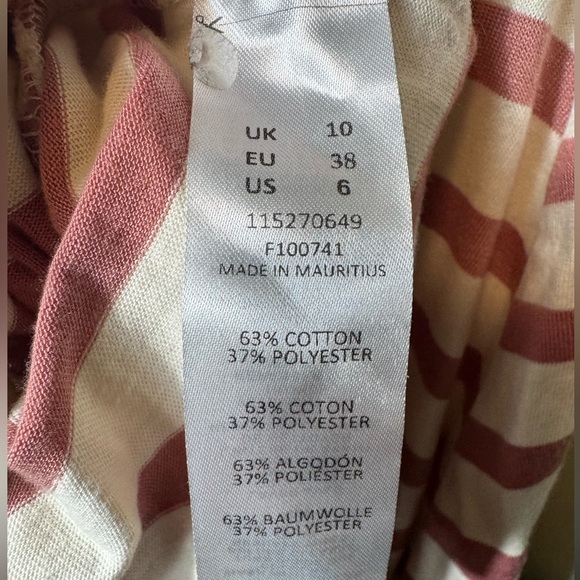 UK 10
EU 38
US 6
115270649
F100741
MADE IN MAURITIUS
63% COTTON
37% POLYESTER
63% COTON
37% POLYESTER
63% ALGODÓN
37% POLIÉSTER
63% BAUMWOLLE
37% POLYESTER